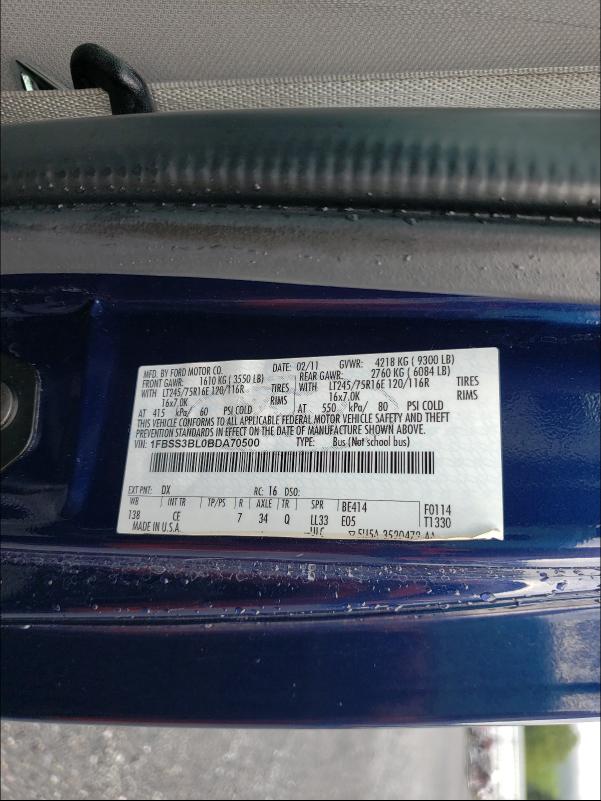 MFD. BY FORD MOTOR CO. DATE: 02/11 GVWR: 4218 KG ( 9300 LB)
FRONT GAWR: 1610 KG ( 3550 LB) REAR GAWR: 2760 KG ( 6084 LB)
WITH LT245/75R16E 120/116R TIRES WITH LT245/75R16E 120/116R TIRES
16x7.0K RIMS 16x7.0K RIMS
AT 415 kPa/ 60 PSI COLD AT 550 kPa/ 80 PSI COLD
THIS VEHICLE CONFORMS TO ALL APPLICABLE FEDERAL MOTOR VEHICLE SAFETY AND THEFT
STANDARDS IN EFFECT ON THE DATE OF MANUFACTURE SHOWN ABOVE.
VIN: 1FBSS3BL0BDA70500 TYPE: Bus (Not school bus)
EXT PNT: DX RC: 16 DSO:
WB INT TR TP/PS R AXLE TR SPR BE414 F0114
138 CE 7 34 Q LL33 E05 T1330
MADE IN U.S.A.